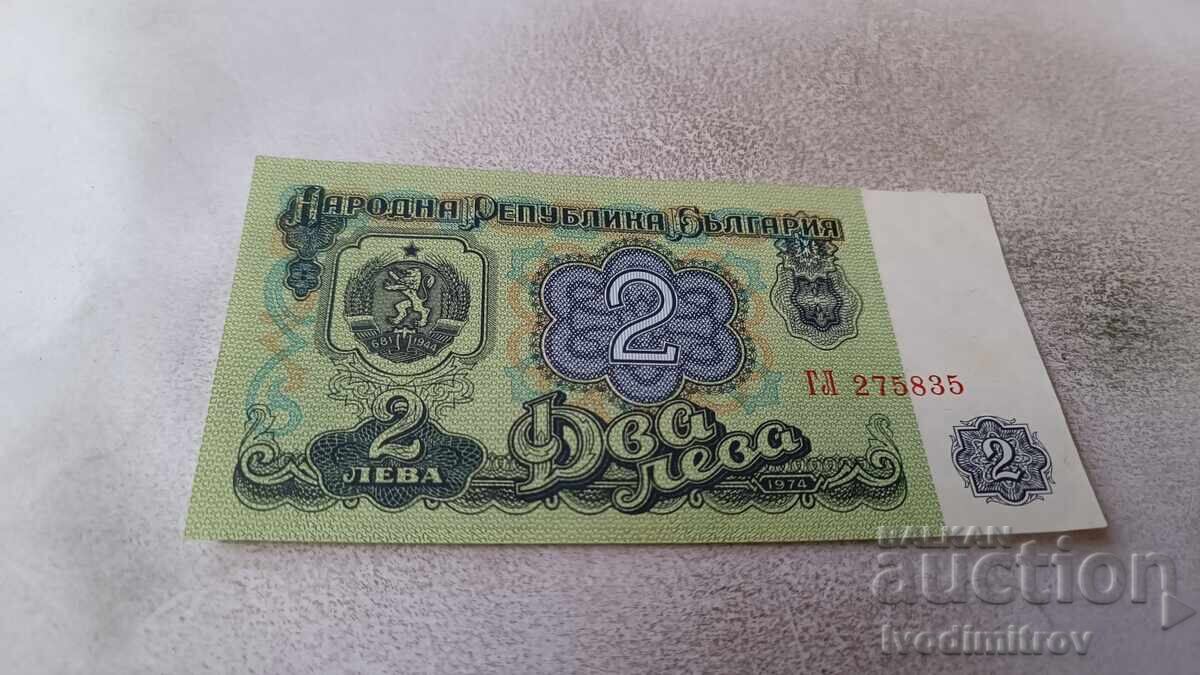 НАРОДНА РЕПУБЛИКА БЪЛГАРИЯ
681 1944
2
ГЛ 275835
2
ЛЕВА
Два
лева
1974
2
BALKAN
auction
ivodimitrov